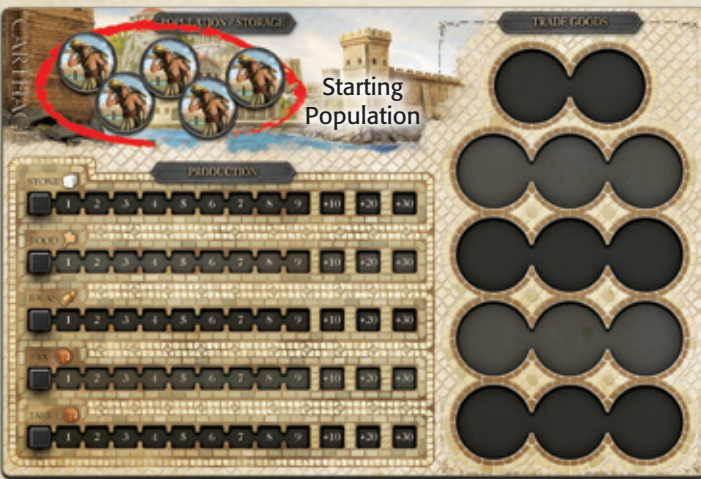 POPULATION / STORAGE
TRADE GOODS
CARTHAGE
Starting
Population
PRODUCTION
STONE
1 2 3 4 5 6 7 8 9 +10 +20 +30
FOOD
1 2 3 4 5 6 7 8 9 +10 +20 +30
1 2 3 4 5 6 7 8 9 +10 +20 +30
TAX
1 2 3 4 5 6 7 8 9 +10 +20 +30
1 2 3 4 5 6 7 8 9 +10 +20 +30